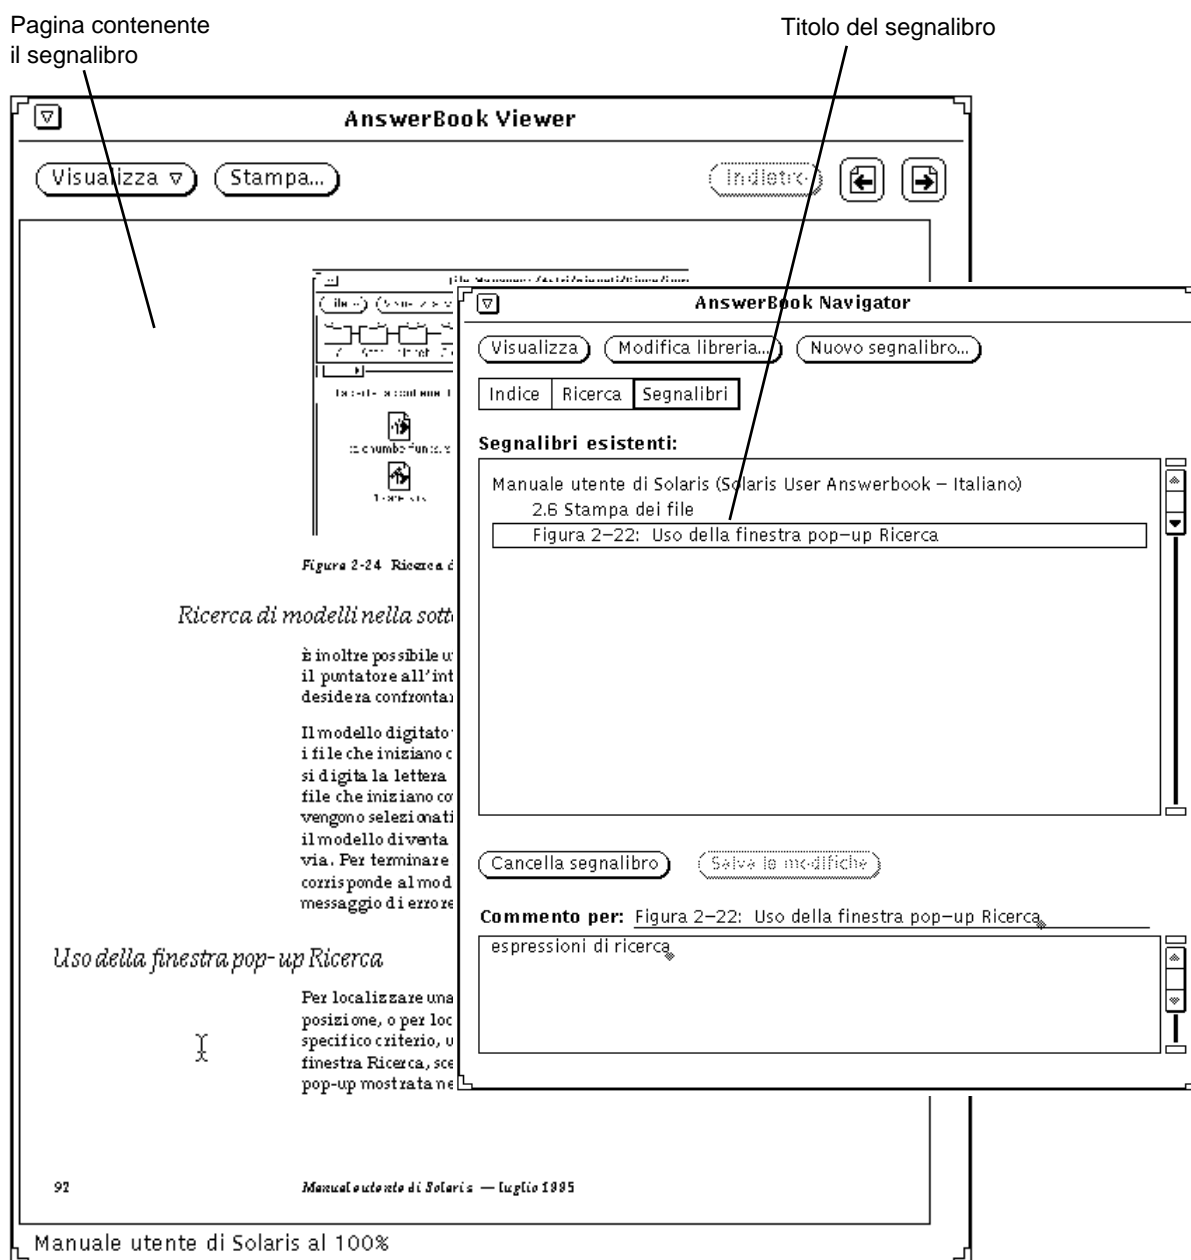 Pagina contenente
il segnalibro
Titolo del segnalibro
AnswerBook Viewer
Visualizza
Stampa...
Indietro
AnswerBook Navigator
Visualizza
Modifica libreria...
Nuovo segnalibro...
Indice
Ricerca
Segnalibri
Segnalibri esistenti:
Manuale utente di Solaris (Solaris User Answerbook – Italiano)
2.6 Stampa dei file
Figura 2–22: Uso della finestra pop–up Ricerca
Cancella segnalibro
Salva le modifiche
Commento per: Figura 2–22: Uso della finestra pop–up Ricerca
espressioni di ricerca
Figura 2-24 Ricerca d
Ricerca di modelli nella sotto
È inoltre possibile u
il puntatore all'int
desidera confrontar
Il modello digitato
i file che iniziano c
si digita la lettera
file che iniziano co
vengono selezionati
il modello diventa
via. Per terminare
corrisponde al mod
messaggio di errore
Uso della finestra pop-up Ricerca
Per localizzare una
posizione, o per loc
specifico criterio, u
finestra Ricerca, sce
pop-up mostrata ne
92
Manuale utente di Solaris — luglio 1995
Manuale utente di Solaris al 100%